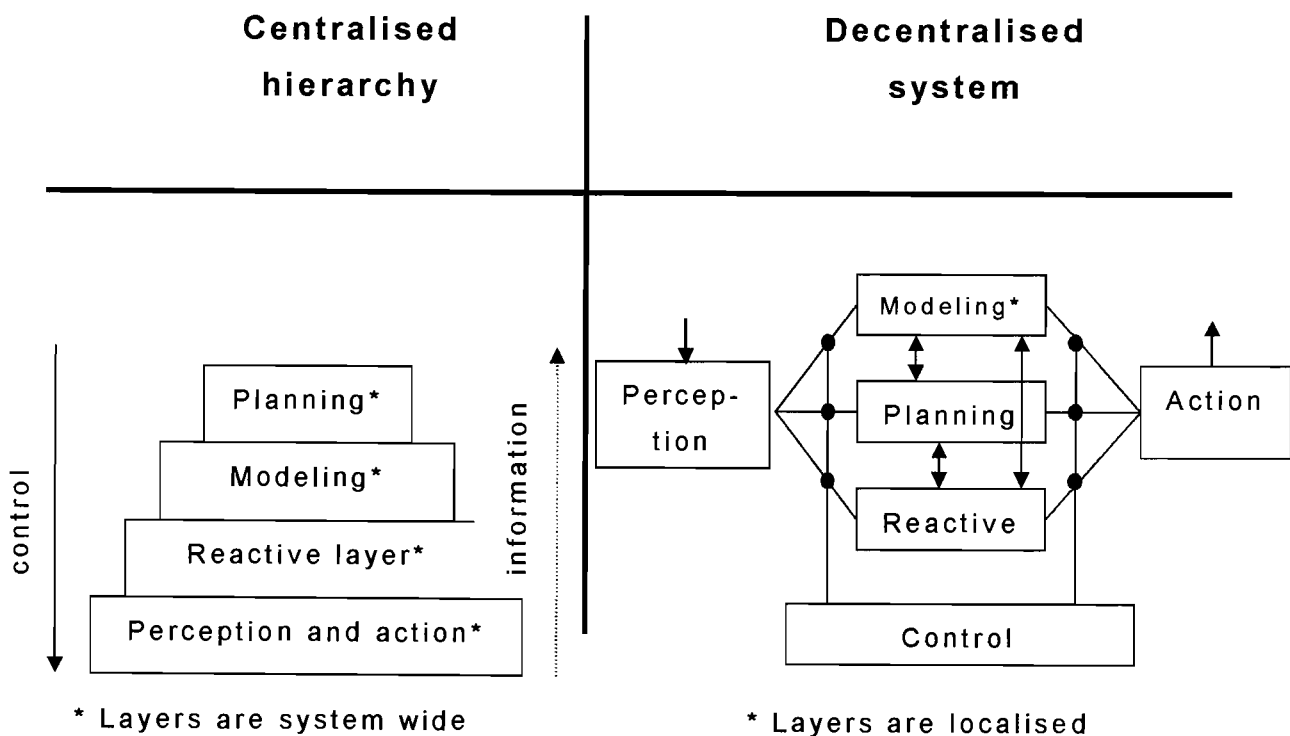 Centralised
hierarchy
Decentralised
system
control
Planning*
Modeling*
Reactive layer*
Perception and action*
information
* Layers are system wide
Modeling*
Percep-
tion
Planning
Action
Reactive
Control
* Layers are localised